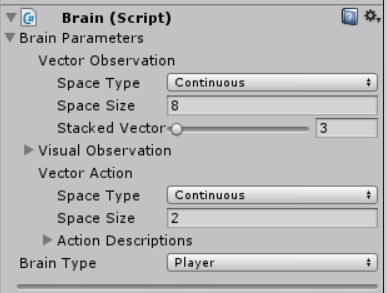 Brain (Script)
Brain Parameters
Vector Observation
Space Type Continuous
Space Size 8
Stacked Vector 3
Visual Observation
Vector Action
Space Type Continuous
Space Size 2
Action Descriptions
Brain Type Player